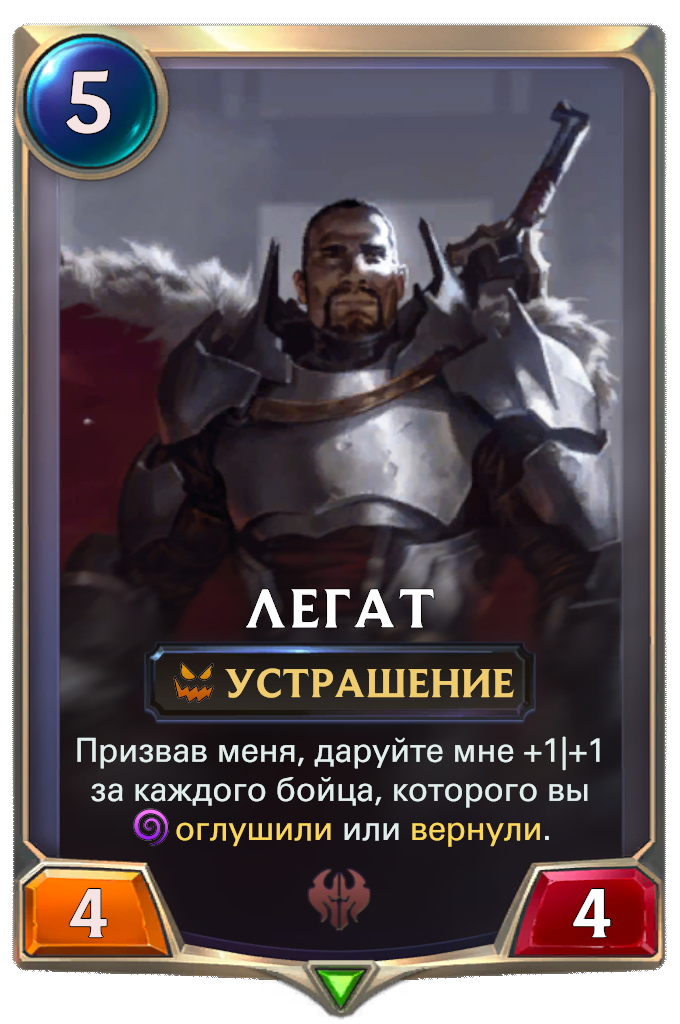 5
ЛЕГАТ
УСТРАШЕНИЕ
Призвав меня, даруйте мне +1|+1
за каждого бойца, которого вы
оглушили или вернули.
4
4